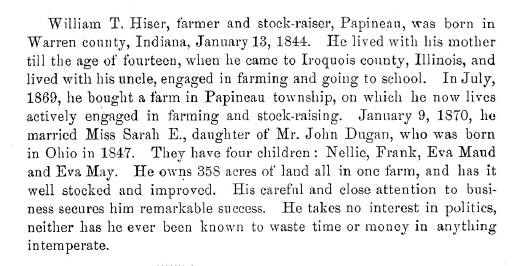 William T. Hiser, farmer and stock-raiser, Papineau, was born in
Warren county, Indiana, January 13, 1844. He lived with his mother
till the age of fourteen, when he came to Iroquois county, Illinois, and
lived with his uncle, engaged in farming and going to school. In July,
1869, he bought a farm in Papineau township, on which he now lives
actively engaged in farming and stock-raising. January 9, 1870, he
married Miss Sarah E., daughter of Mr. John Dugan, who was born
in Ohio in 1847. They have four children: Nellie, Frank, Eva Maud
and Eva May. He owns 358 acres of land all in one farm, and has it
well stocked and improved. His careful and close attention to busi-
ness secures him remarkable success. He takes no interest in politics,
neither has he ever been known to waste time or money in anything
intemperate.